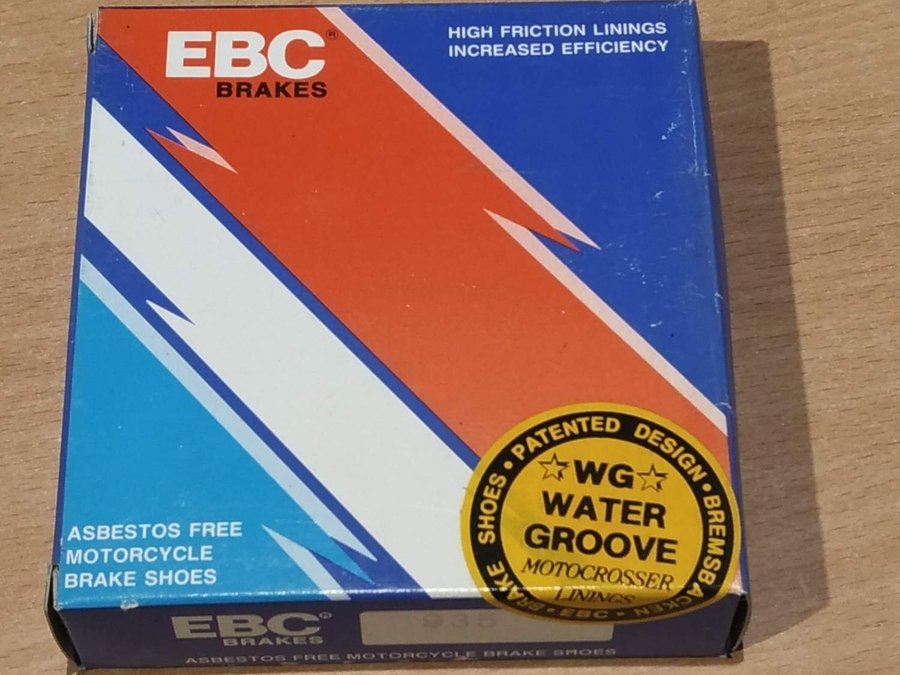 EBC®
BRAKES
HIGH FRICTION LININGS
INCREASED EFFICIENCY
ASBESTOS FREE
MOTORCYCLE
BRAKE SHOES
PATENTED DESIGN • BREMSBACKEN • EBC • BRAKE SHOES •
☆WG☆
WATER
GROOVE
MOTOCROSSER
LININGS
EBC®
BRAKES
935
ASBESTOS FREE MOTORCYCLE BRAKE SHOES